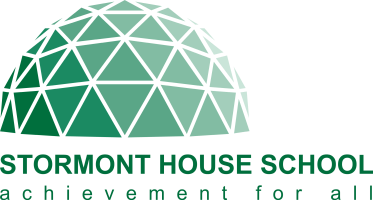 STORMONT HOUSE SCHOOL
achievement for all